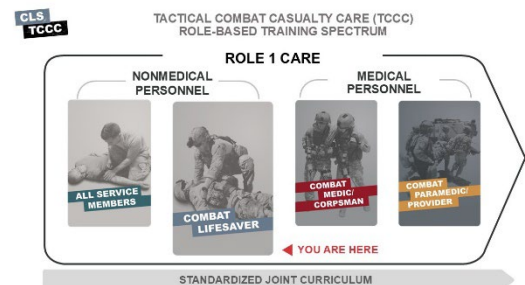 CLS
TCCC
TACTICAL COMBAT CASUALTY CARE (TCCC)
ROLE-BASED TRAINING SPECTRUM
ROLE 1 CARE
NONMEDICAL
PERSONNEL
MEDICAL
PERSONNEL
ALL SERVICE
MEMBERS
COMBAT
LIFESAVER
COMBAT
MEDIC/
CORPSMAN
COMBAT
PARAMEDIC/
PROVIDER
YOU ARE HERE
STANDARDIZED JOINT CURRICULUM